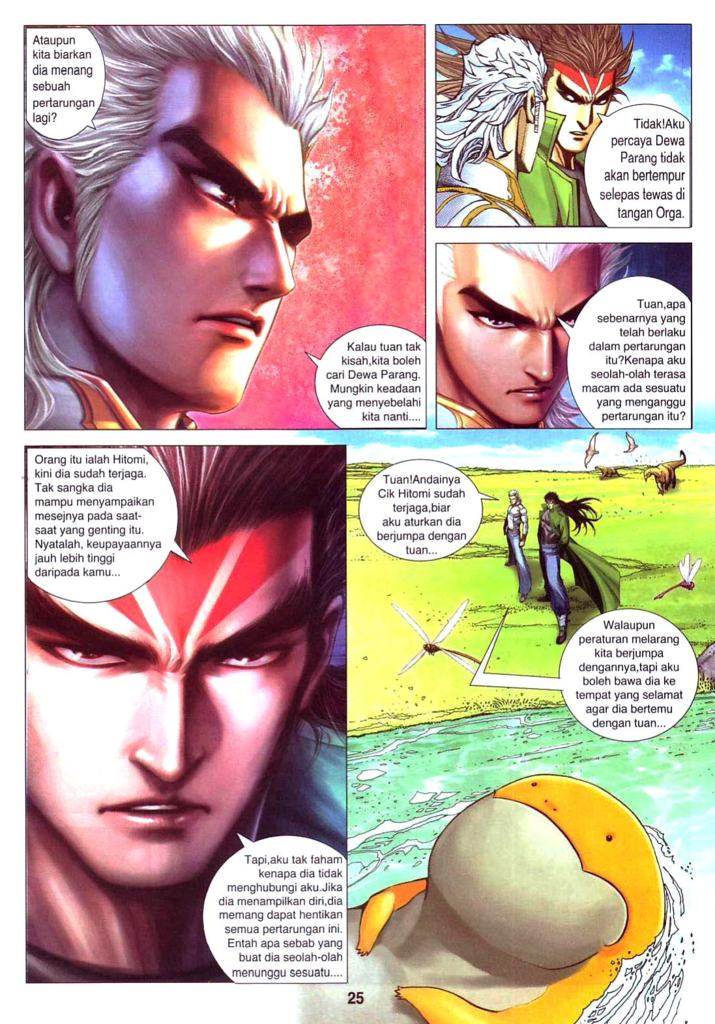 Ataupun
kita biarkan
dia menang
sebuah
pertarungan
lagi?
Kalau tuan tak
kisah,kita boleh
cari Dewa Parang.
Mungkin keadaan
yang menyebelahi
kita nanti....
Tidak!Aku
percaya Dewa
Parang tidak
akan bertempur
selepas tewas di
tangan Orga.
Tuan,apa
sebenarnya yang
telah berlaku
dalam pertarungan
itu?Kenapa aku
seolah-olah terasa
macam ada sesuatu
yang menganggu
pertarungan itu?
Orang itu ialah Hitomi,
kini dia sudah terjaga.
Tak sangka dia
mampu menyampaikan
mesejnya pada saat-
saat yang genting itu.
Nyatalah, keupayaannya
jauh lebih tinggi
daripada kamu...
Tapi,aku tak faham
kenapa dia tidak
menghubungi aku.Jika
dia menampilkan diri,dia
memang dapat hentikan
semua pertarungan ini.
Entah apa sebab yang
buat dia seolah-olah
menunggu sesuatu....
Tuan!Andainya
Cik Hitomi sudah
terjaga,biar
aku aturkan dia
berjumpa dengan
tuan...
Walaupun
peraturan melarang
kita berjumpa
dengannya,tapi aku
boleh bawa dia ke
tempat yang selamat
agar dia bertemu
dengan tuan...
25